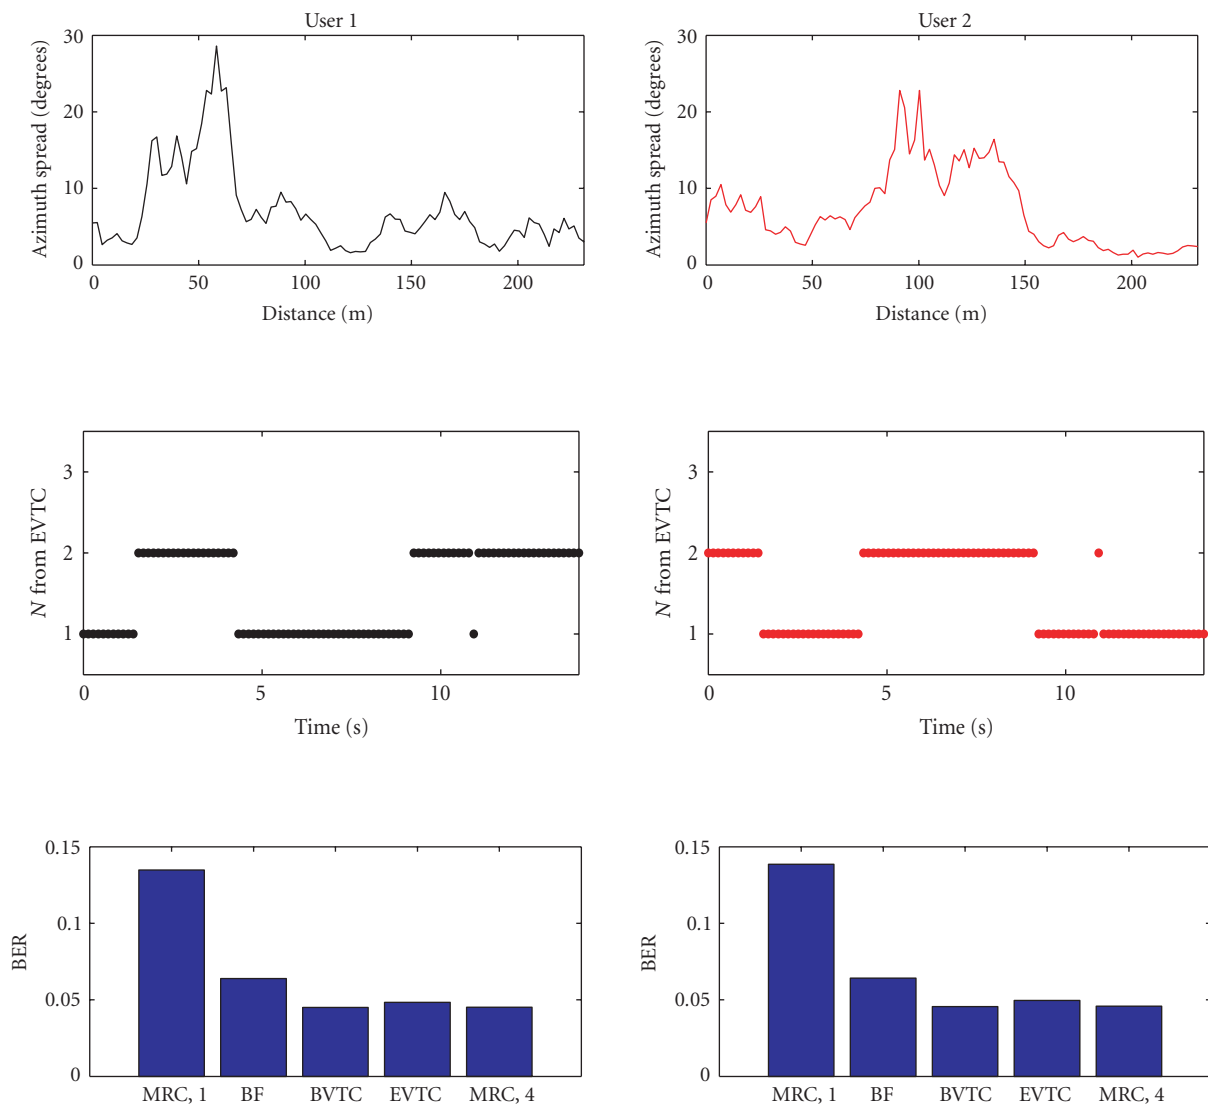 User 1
Azimuth spread (degrees)
30
20
10
0
0 50 100 150 200
Distance (m)
User 2
Azimuth spread (degrees)
30
20
10
0
0 50 100 150 200
Distance (m)
N from EVTC
3
2
1
0 5 10
Time (s)
N from EVTC
3
2
1
0 5 10
Time (s)
BER
0.15
0.1
0.05
0
MRC, 1 BF BVTC EVTC MRC, 4
BER
0.15
0.1
0.05
0
MRC, 1 BF BVTC EVTC MRC, 4